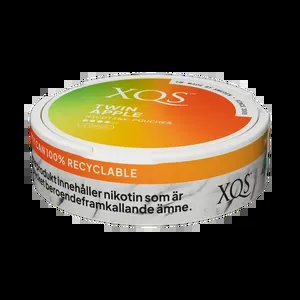 XQS
TWIN
APPLE
NICOTINE POUCHES
CAN 100% RECYCLABLE
produkt innehåller nikotin som är
beroendeframkallande ämne.
XQS